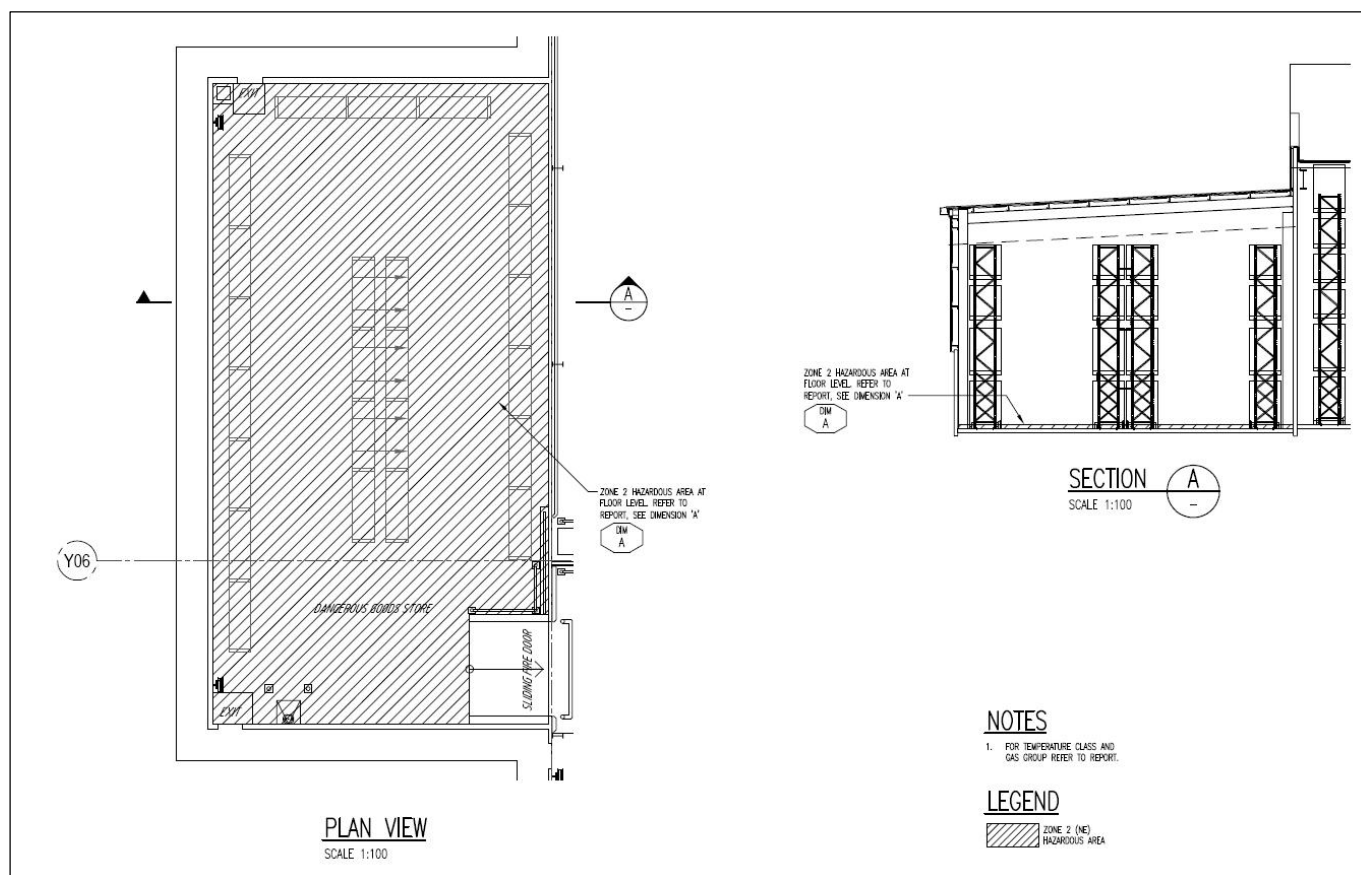 EXIT
A
-
ZONE 2 HAZARDOUS AREA AT
FLOOR LEVEL. REFER TO
REPORT, SEE DIMENSION 'A'
DIM
A
Y06
DANGEROUS GOODS STORE
SLIDING FIRE DOOR
EXIT
PLAN VIEW
SCALE 1:100
ZONE 2 HAZARDOUS AREA AT
FLOOR LEVEL. REFER TO
REPORT, SEE DIMENSION 'A'
DIM
A
SECTION
A
-
SCALE 1:100
NOTES
1. FOR TEMPERATURE CLASS AND
GAS GROUP REFER TO REPORT.
LEGEND
ZONE 2 (NE)
HAZARDOUS AREA